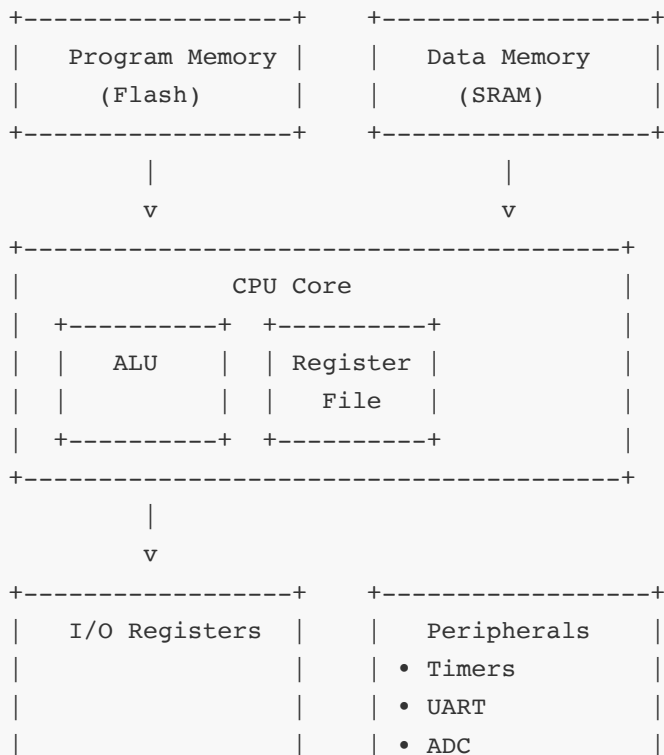 Program Memory Data Memory
(Flash) (SRAM)
v v
CPU Core
ALU Register
File
v
I/O Registers Peripherals
• Timers
• UART
• ADC